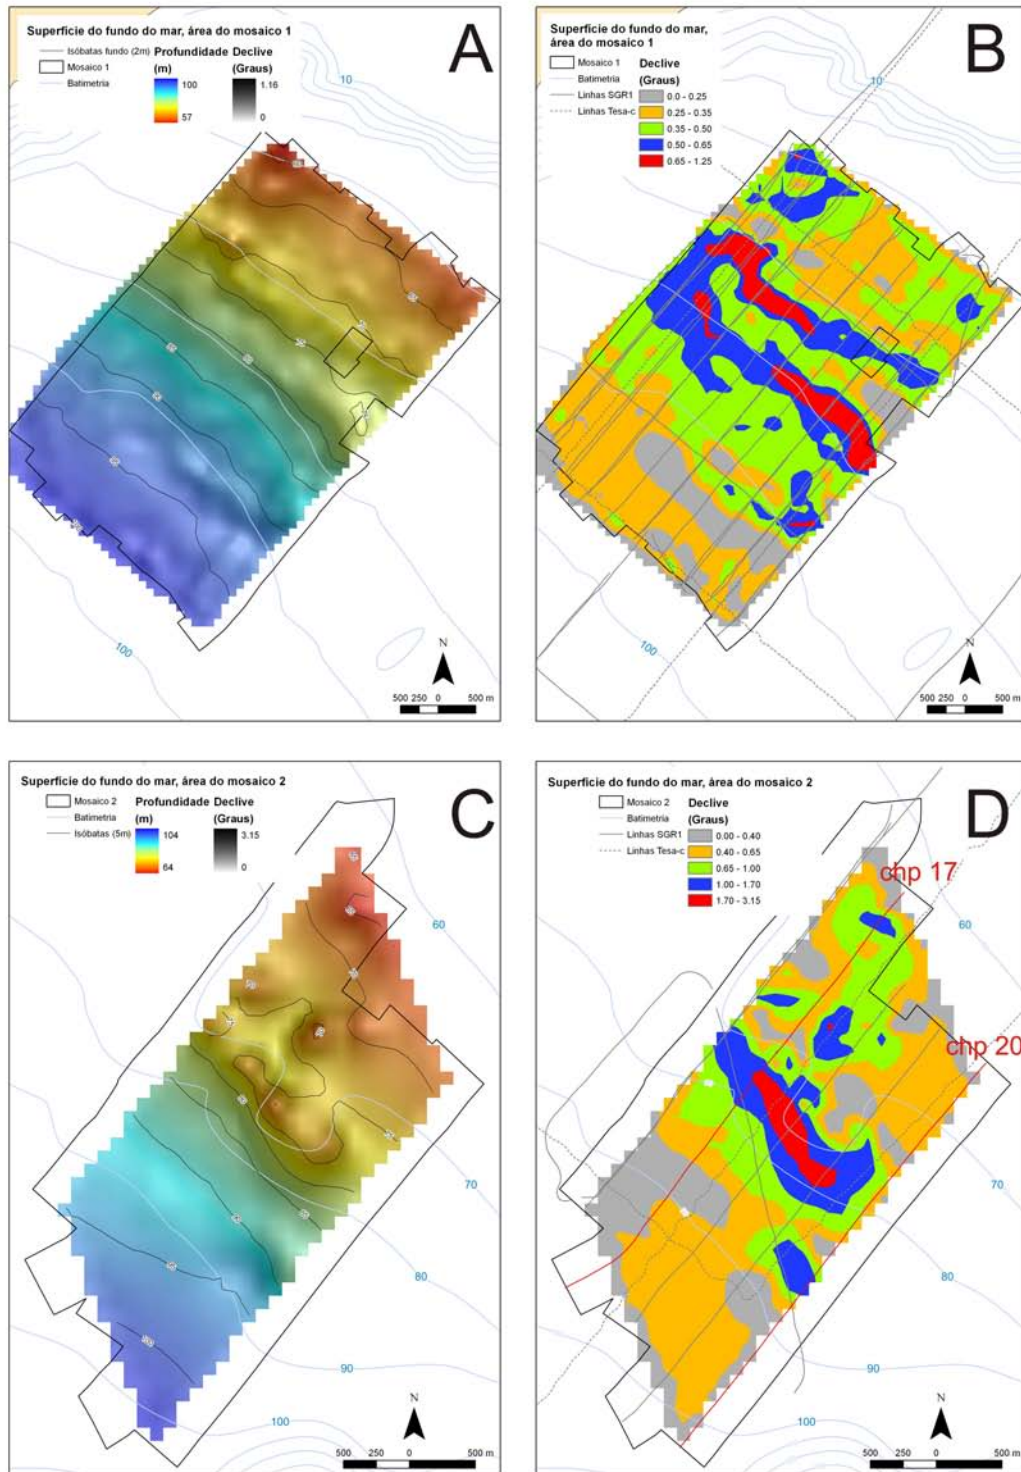 A
Superfície do fundo do mar, área do mosaico 1
Isóbatas fundo (2m)
Mosaico 1
Batimetria
Profundidade
(m)
100
57
Declive
(Graus)
1.16
0
10
100
N
500 250 0 500 m
B
Superfície do fundo do mar,
área do mosaico 1
Mosaico 1
Batimetria
Linhas SGR1
Linhas Tesa-c
Declive
(Graus)
0.0 - 0.25
0.25 - 0.35
0.35 - 0.50
0.50 - 0.65
0.65 - 1.25
10
100
N
500 250 0 500 m
C
Superfície do fundo do mar, área do mosaico 2
Mosaico 2
Batimetria
Isóbatas (5m)
Profundidade
(m)
104
64
Declive
(Graus)
3.15
0
60
70
80
90
100
N
500 250 0 500 m
D
Superfície do fundo do mar, área do mosaico 2
Mosaico 2
Batimetria
Linhas SGR1
Linhas Tesa-c
Declive
(Graus)
0.00 - 0.40
0.40 - 0.65
0.65 - 1.00
1.00 - 1.70
1.70 - 3.15
chp 17
60
chp 20
70
80
90
100
N
500 250 0 500 m